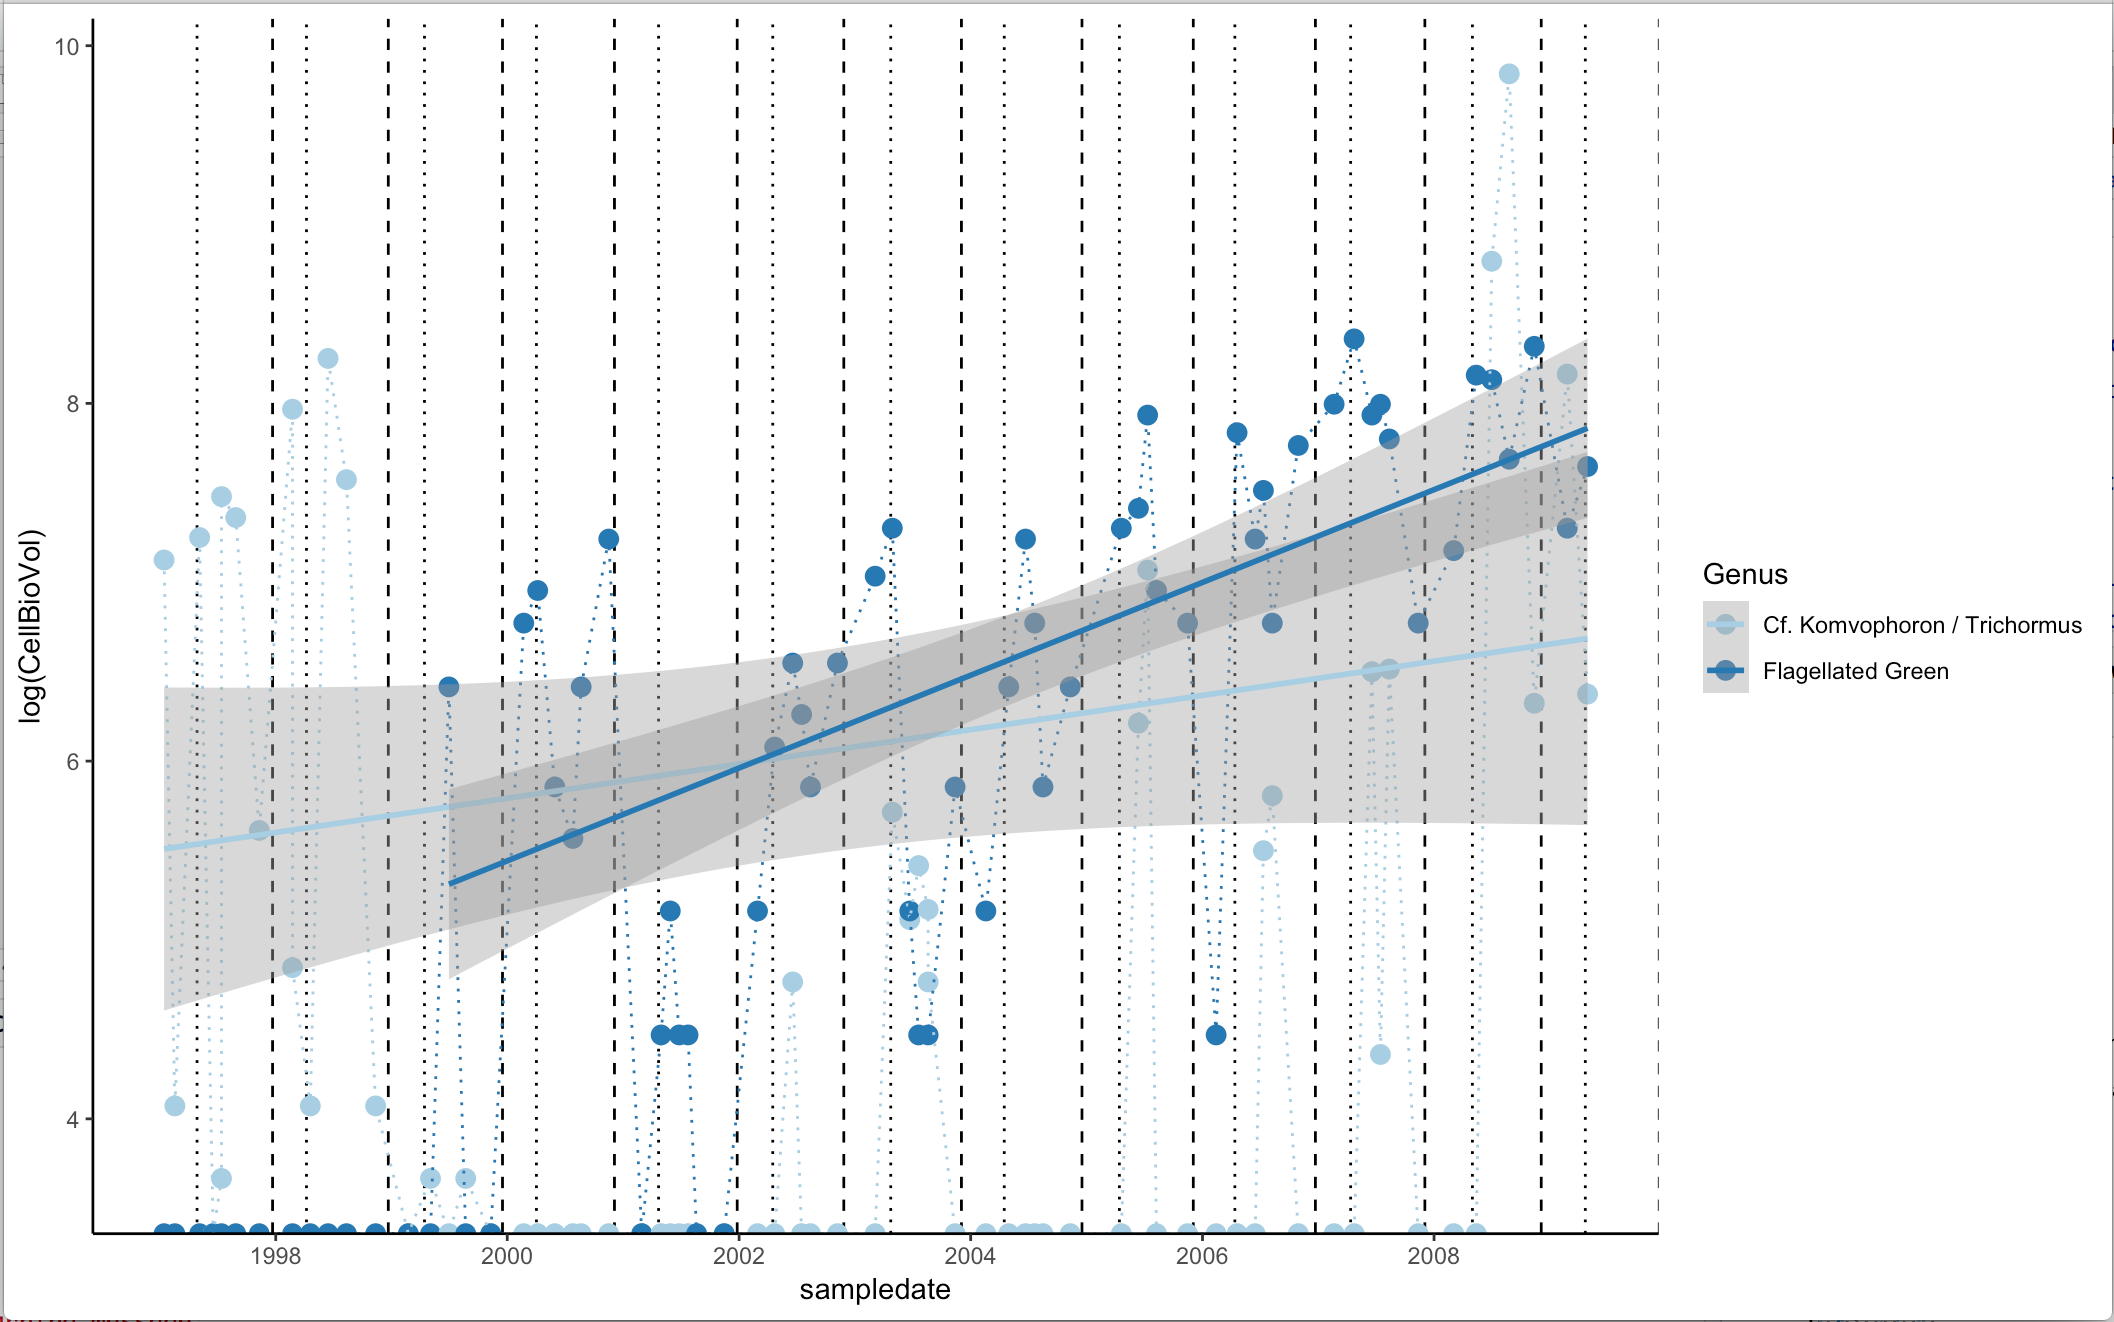 10
8
6
4
log(CellBioVol)
1998 2000 2002 2004 2006 2008
sampledate
Genus
Cf. Komvophoron / Trichormus
Flagellated Green